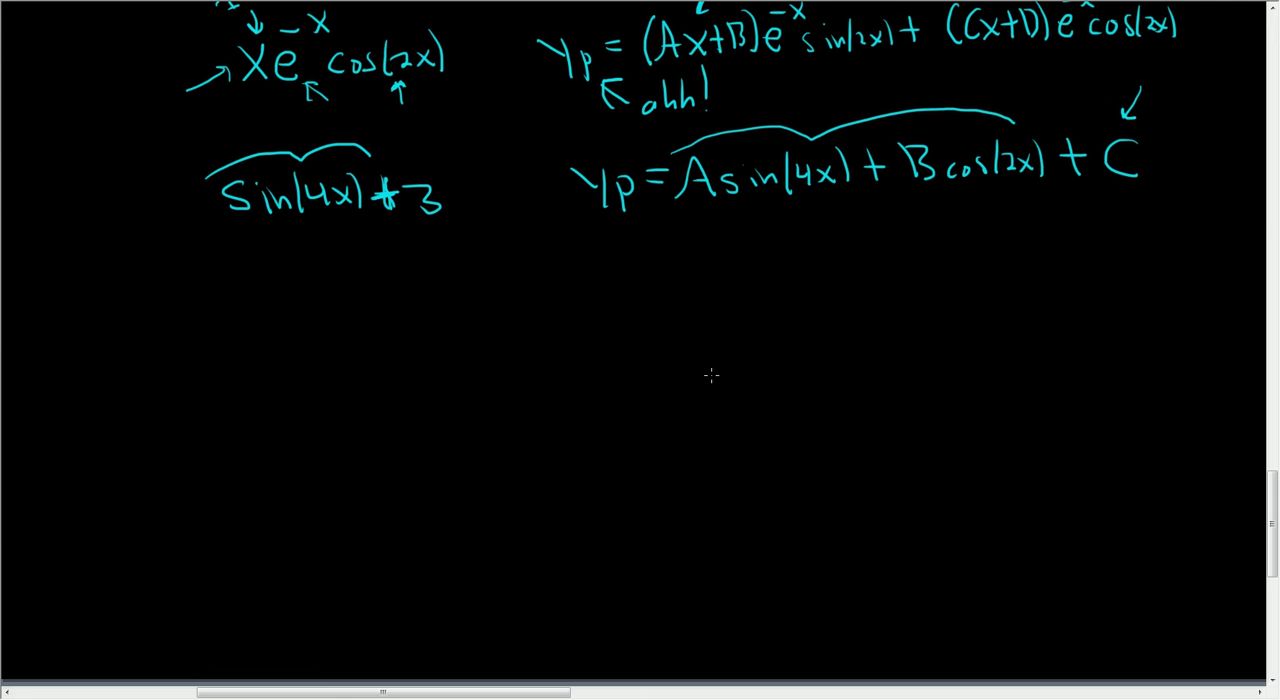 xe^{-x} cos(2x)
yp = (Ax+B)e^{-x} sin(2x) + (Cx+D)e^{-x} cos(2x)
ahh!
sin(4x) + 3
yp = A sin(4x) + B cos(2x) + C